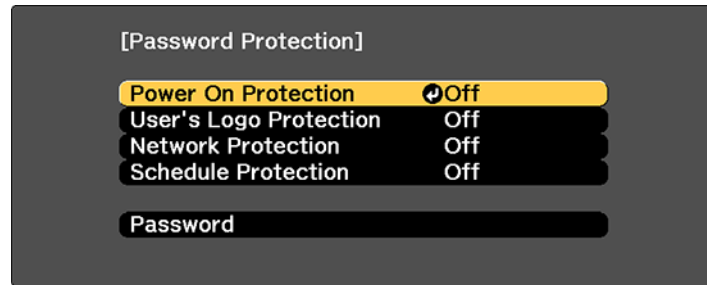 [Password Protection]
Power On Protection Off
User's Logo Protection Off
Network Protection Off
Schedule Protection Off
Password